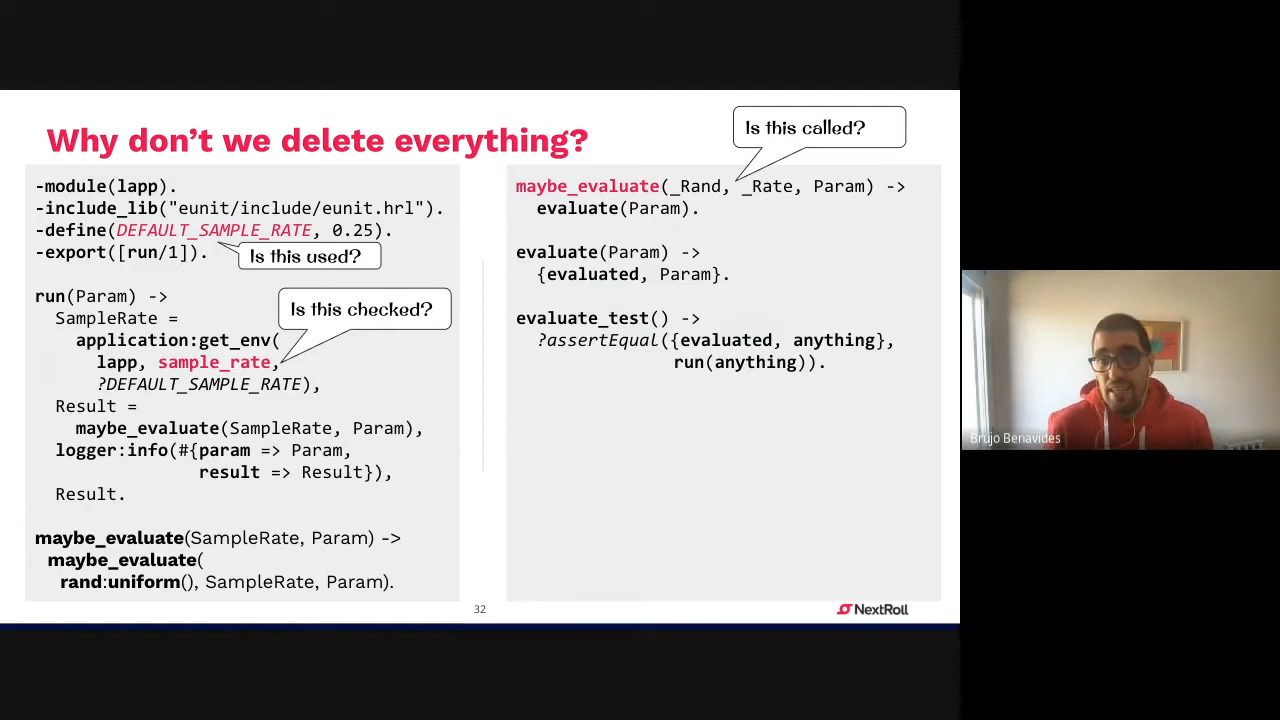 Why don't we delete everything?
-module(lapp).
-include_lib("eunit/include/eunit.hrl").
-define(DEFAULT_SAMPLE_RATE, 0.25).
-export([run/1]).
Is this used?
run(Param) ->
SampleRate =
application:get_env(
lapp, sample_rate,
?DEFAULT_SAMPLE_RATE),
Is this checked?
Result =
maybe_evaluate(SampleRate, Param),
logger:info(#{param => Param,
result => Result}),
Result.
maybe_evaluate(SampleRate, Param) ->
maybe_evaluate(
rand:uniform(), SampleRate, Param).
Is this called?
maybe_evaluate(_Rand, _Rate, Param) ->
evaluate(Param).
evaluate(Param) ->
{evaluated, Param}.
evaluate_test() ->
?assertEqual({evaluated, anything},
run(anything)).
32
NextRoll
Brujo Benavides